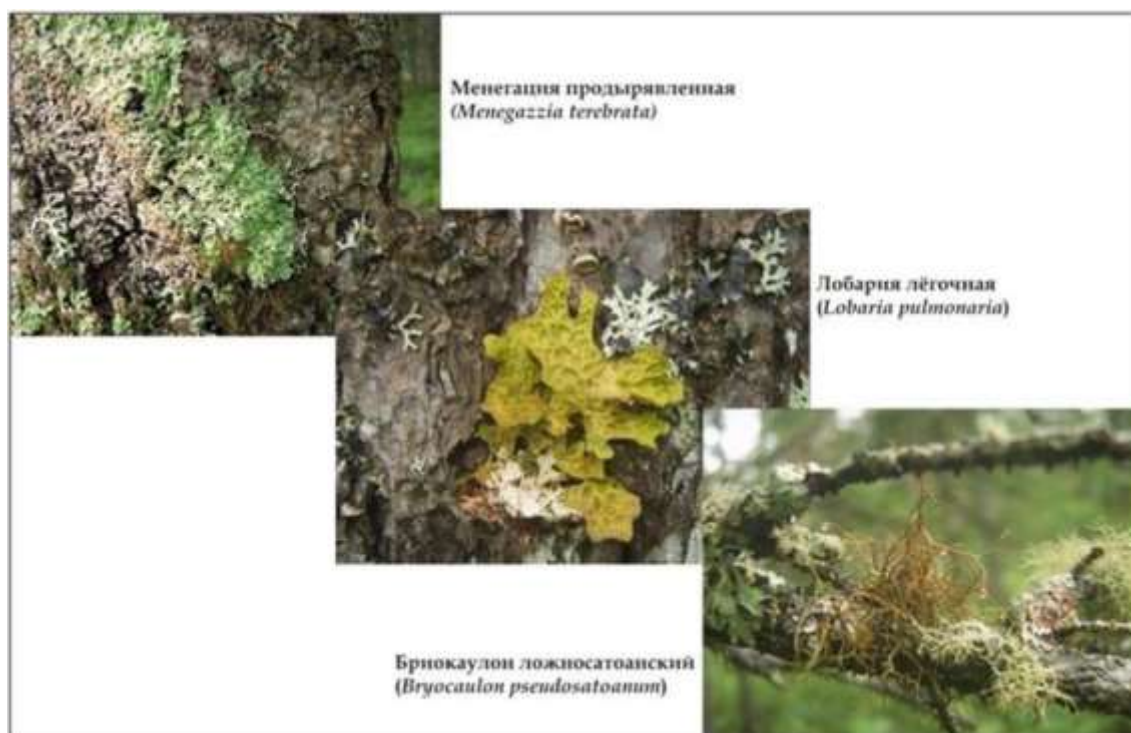 Менегация продырявленная
(Menegazzia terebrata)
Лобария лёгочная
(Lobaria pulmonaria)
Бриокаулон ложносатоанский
(Bryocaulon pseudosatoanum)